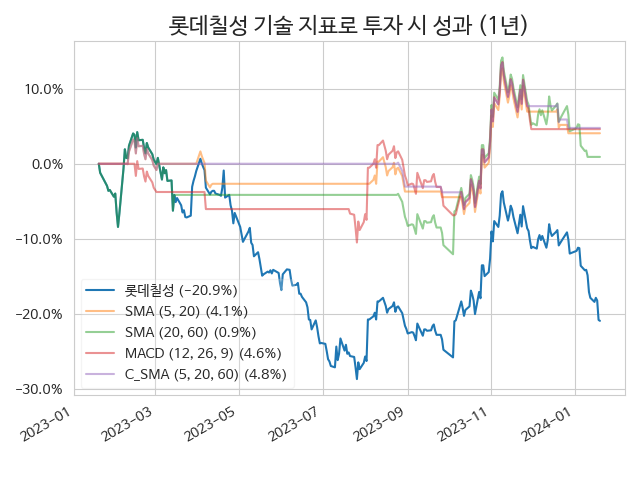 롯데칠성 기술 지표로 투자 시 성과 (1년)
10.0%
0.0%
−10.0%
−20.0%
−30.0%
롯데칠성 (−20.9%)
SMA (5, 20) (4.1%)
SMA (20, 60) (0.9%)
MACD (12, 26, 9) (4.6%)
C_SMA (5, 20, 60) (4.8%)
2023−01
2023−03
2023−05
2023−07
2023−09
2023−11
2024−01